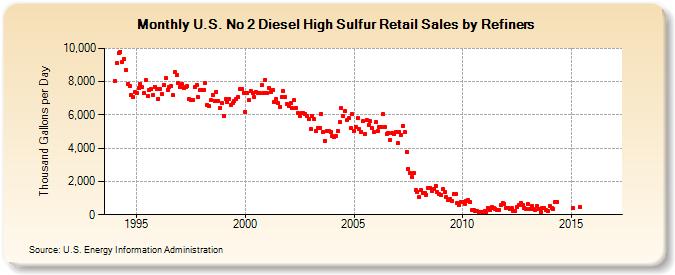 Monthly U.S. No 2 Diesel High Sulfur Retail Sales by Refiners
Thousand Gallons per Day
10,000
8,000
6,000
4,000
2,000
0
1995 2000 2005 2010 2015
Source: U.S. Energy Information Administration